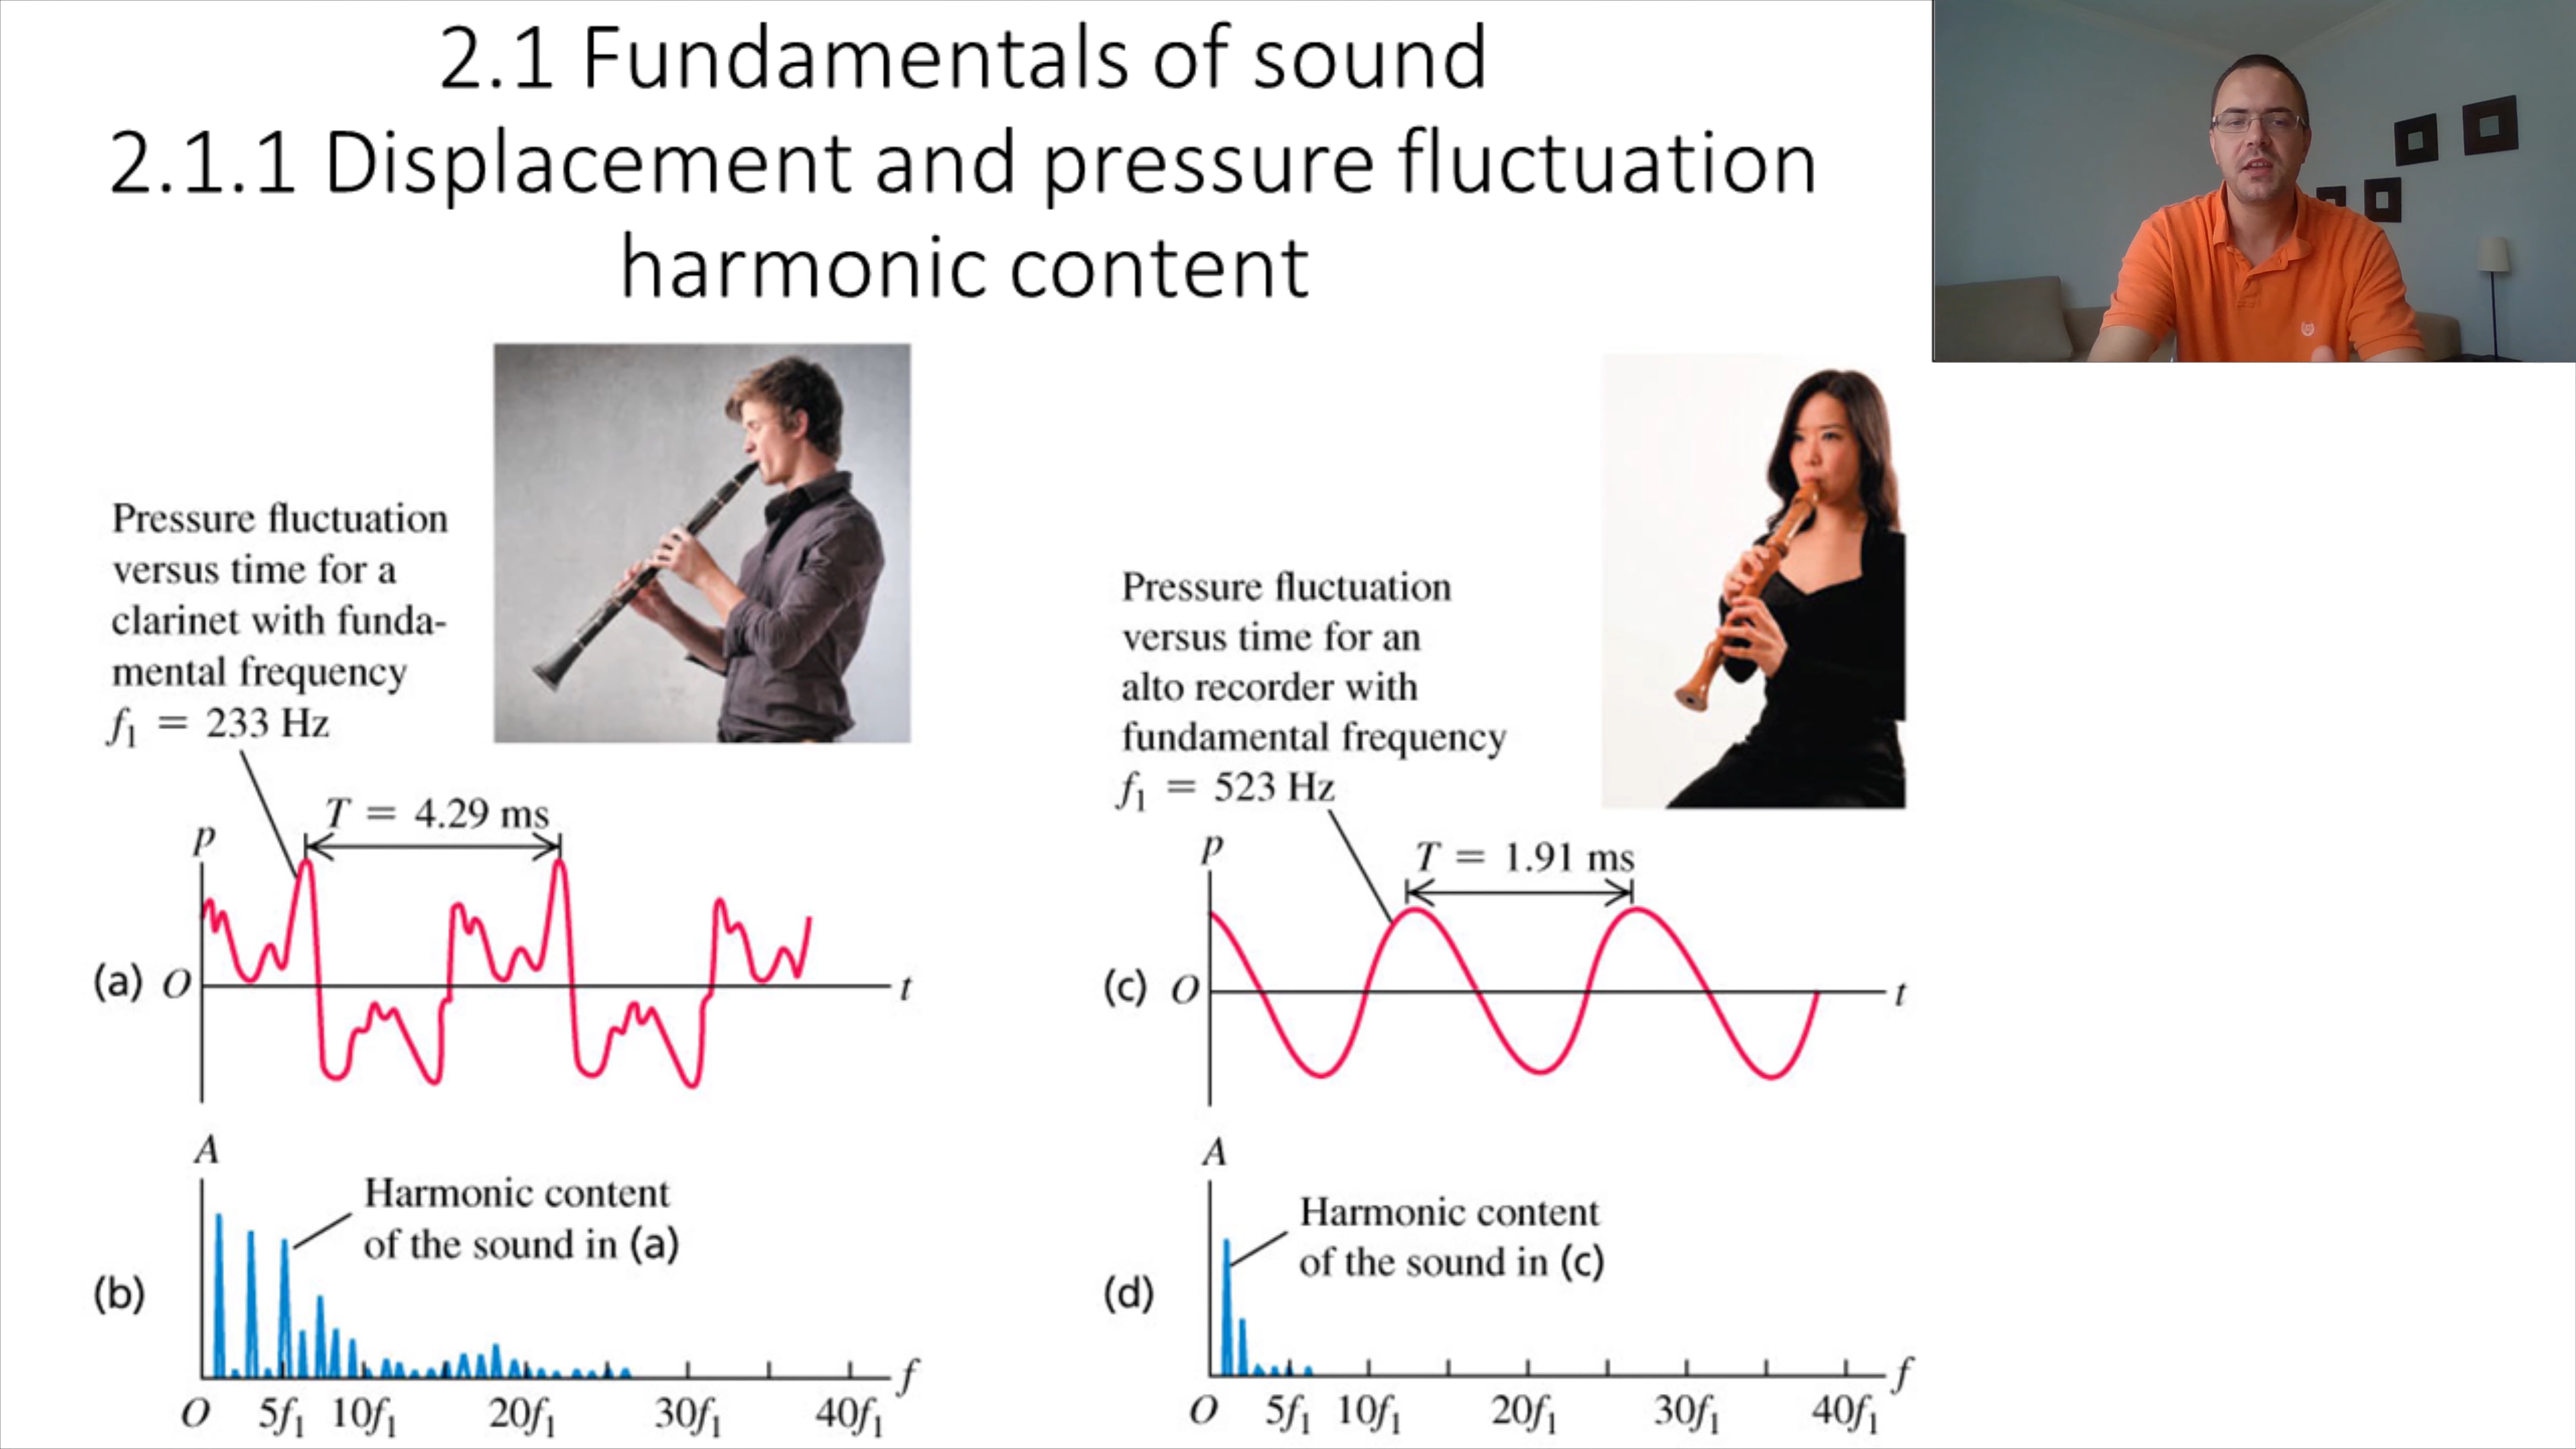 2.1 Fundamentals of sound
2.1.1 Displacement and pressure fluctuation
harmonic content
Pressure fluctuation
versus time for a
clarinet with funda-
mental frequency
f₁ = 233 Hz
T = 4.29 ms
p
(a)
O
t
A
Harmonic content
of the sound in (a)
(b)
f
O 5f₁ 10f₁ 20f₁ 30f₁ 40f₁
Pressure fluctuation
versus time for an
alto recorder with
fundamental frequency
f₁ = 523 Hz
T = 1.91 ms
p
(c)
O
t
A
Harmonic content
of the sound in (c)
(d)
f
O 5f₁ 10f₁ 20f₁ 30f₁ 40f₁